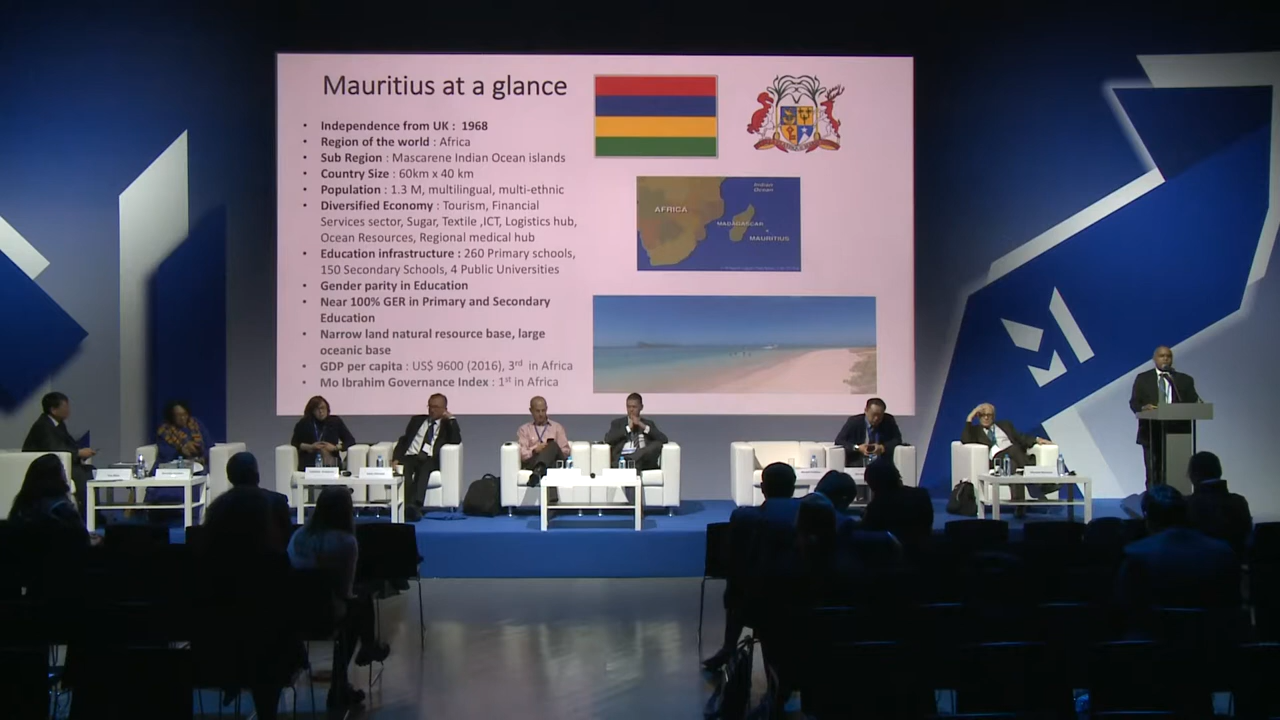 Mauritius at a glance
• Independence from UK : 1968
• Region of the world : Africa
• Sub Region : Mascarene Indian Ocean islands
• Country Size : 60km x 40 km
• Population : 1.3 M, multilingual, multi-ethnic
• Diversified Economy : Tourism, Financial
Services sector, Sugar, Textile ,ICT, Logistics hub,
Ocean Resources, Regional medical hub
• Education infrastructure : 260 Primary schools,
150 Secondary Schools, 4 Public Universities
• Gender parity in Education
• Near 100% GER in Primary and Secondary
Education
• Narrow land natural resource base, large
oceanic base
• GDP per capita : US$ 9600 (2016), 3rd in Africa
• Mo Ibrahim Governance Index : 1st in Africa
Indian
Ocean
AFRICA
MADAGASCAR
MAURITIUS